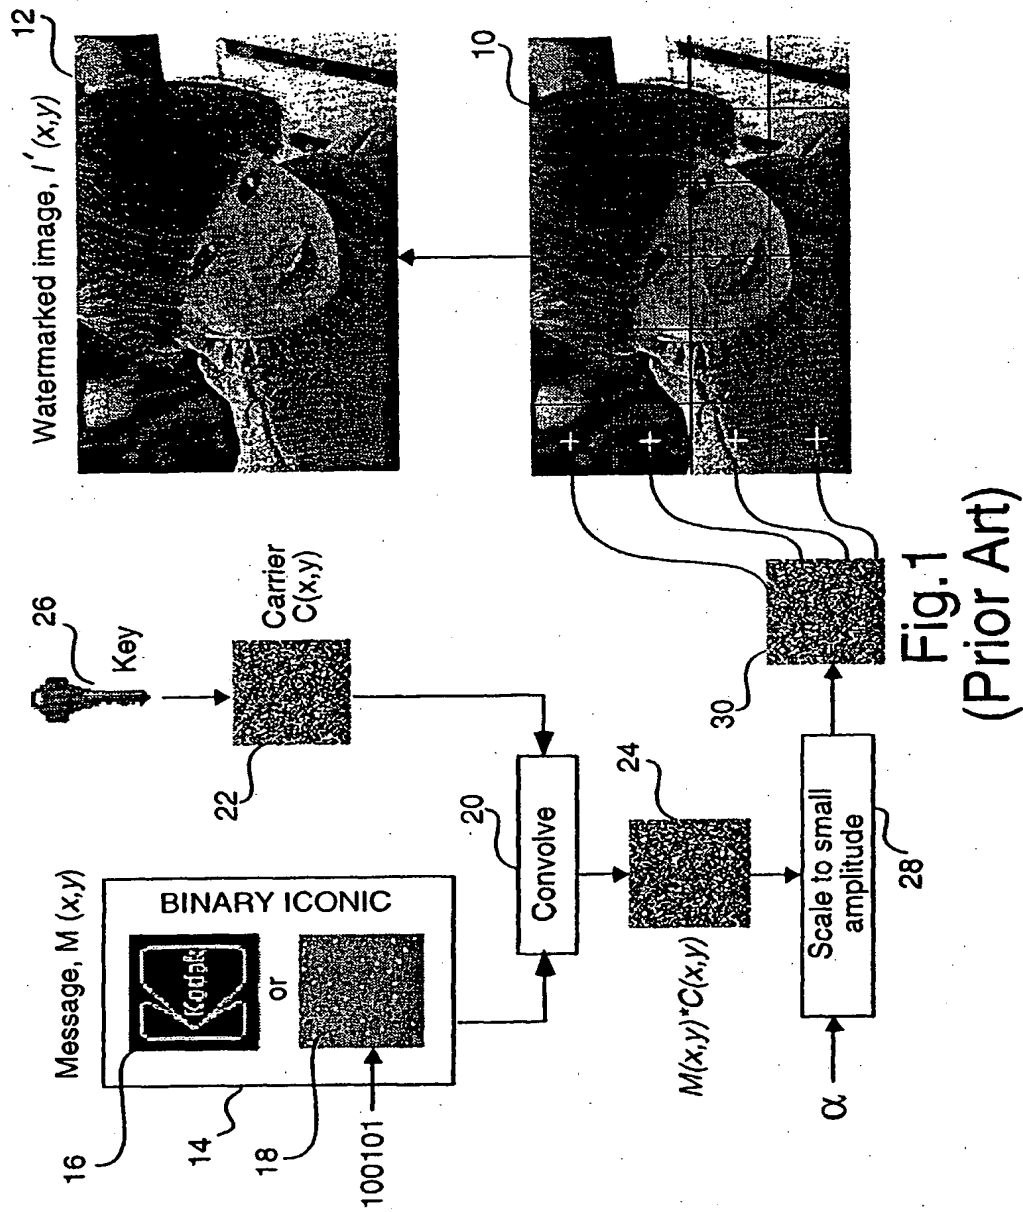 Message, M (x,y)
BINARY ICONIC
16
Kodak
or
14
18
100101
26
Key
22
Carrier
C(x,y)
20
Convolve
24
M(x,y)*C(x,y)
α
Scale to small
amplitude
28
30
Watermarked image, I′(x,y)
12
10
Fig.1
(Prior Art)